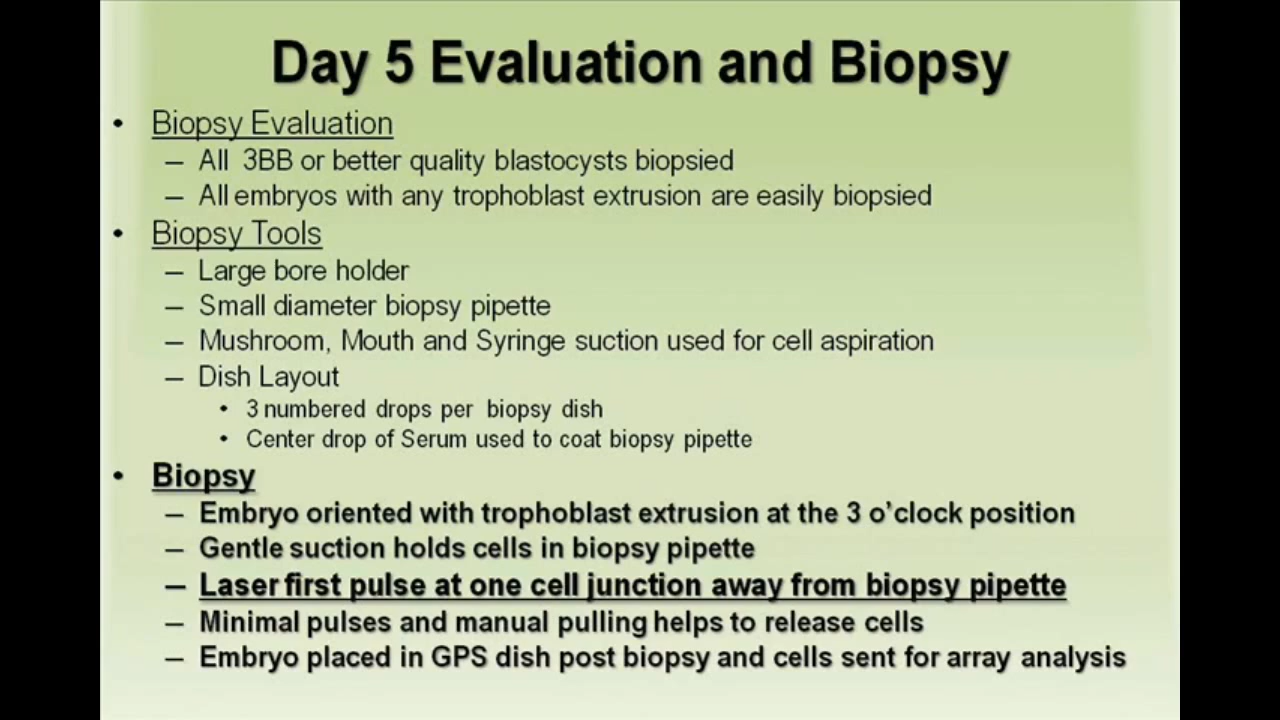 Day 5 Evaluation and Biopsy
• Biopsy Evaluation
– All 3BB or better quality blastocysts biopsied
– All embryos with any trophoblast extrusion are easily biopsied
• Biopsy Tools
– Large bore holder
– Small diameter biopsy pipette
– Mushroom, Mouth and Syringe suction used for cell aspiration
– Dish Layout
• 3 numbered drops per biopsy dish
• Center drop of Serum used to coat biopsy pipette
• Biopsy
– Embryo oriented with trophoblast extrusion at the 3 o’clock position
– Gentle suction holds cells in biopsy pipette
– Laser first pulse at one cell junction away from biopsy pipette
– Minimal pulses and manual pulling helps to release cells
– Embryo placed in GPS dish post biopsy and cells sent for array analysis